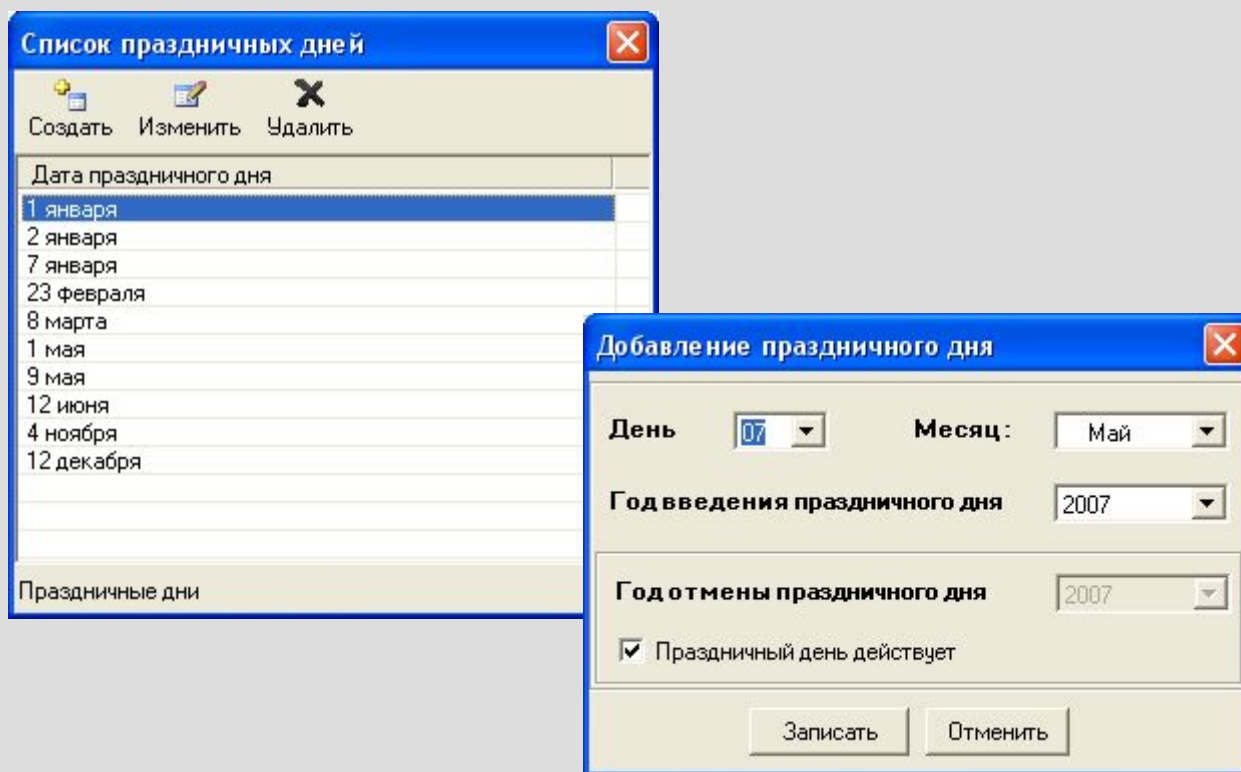 Список праздничных дней
Создать Изменить Удалить
Дата праздничного дня
1 января
2 января
7 января
23 февраля
8 марта
1 мая
9 мая
12 июня
4 ноября
12 декабря
Праздничные дни
Добавление праздничного дня
День 07 Месяц: Май
Год введения праздничного дня 2007
Год отмены праздничного дня 2007
Праздничный день действует
Записать Отменить